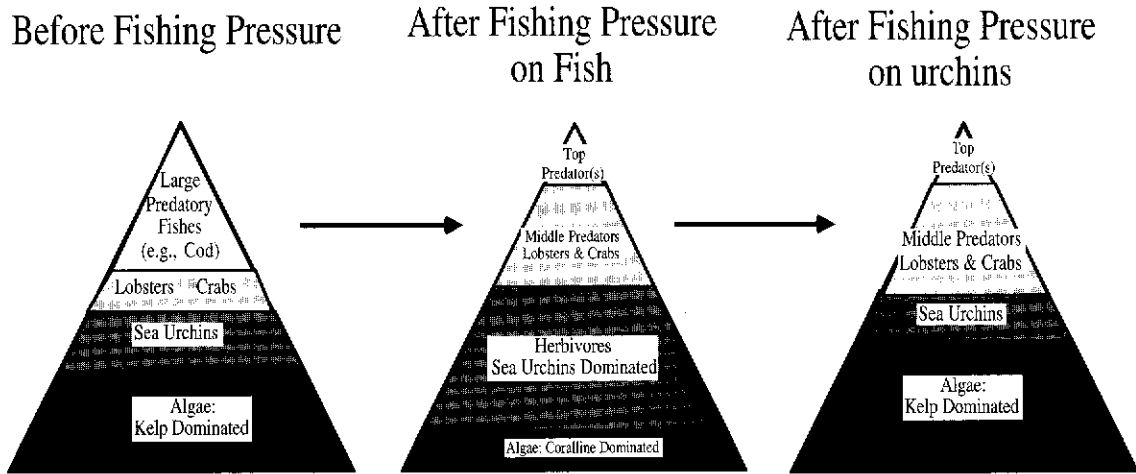 Before Fishing Pressure
After Fishing Pressure
on Fish
After Fishing Pressure
on urchins
Large
Predatory
Fishes
(e.g., Cod)
Lobsters Crabs
Sea Urchins
Algae:
Kelp Dominated
Top
Predator(s)
Middle Predators
Lobsters & Crabs
Herbivores
Sea Urchins Dominated
Algae: Coralline Dominated
Top
Predator(s)
Middle Predators
Lobsters & Crabs
Sea Urchins
Algae:
Kelp Dominated